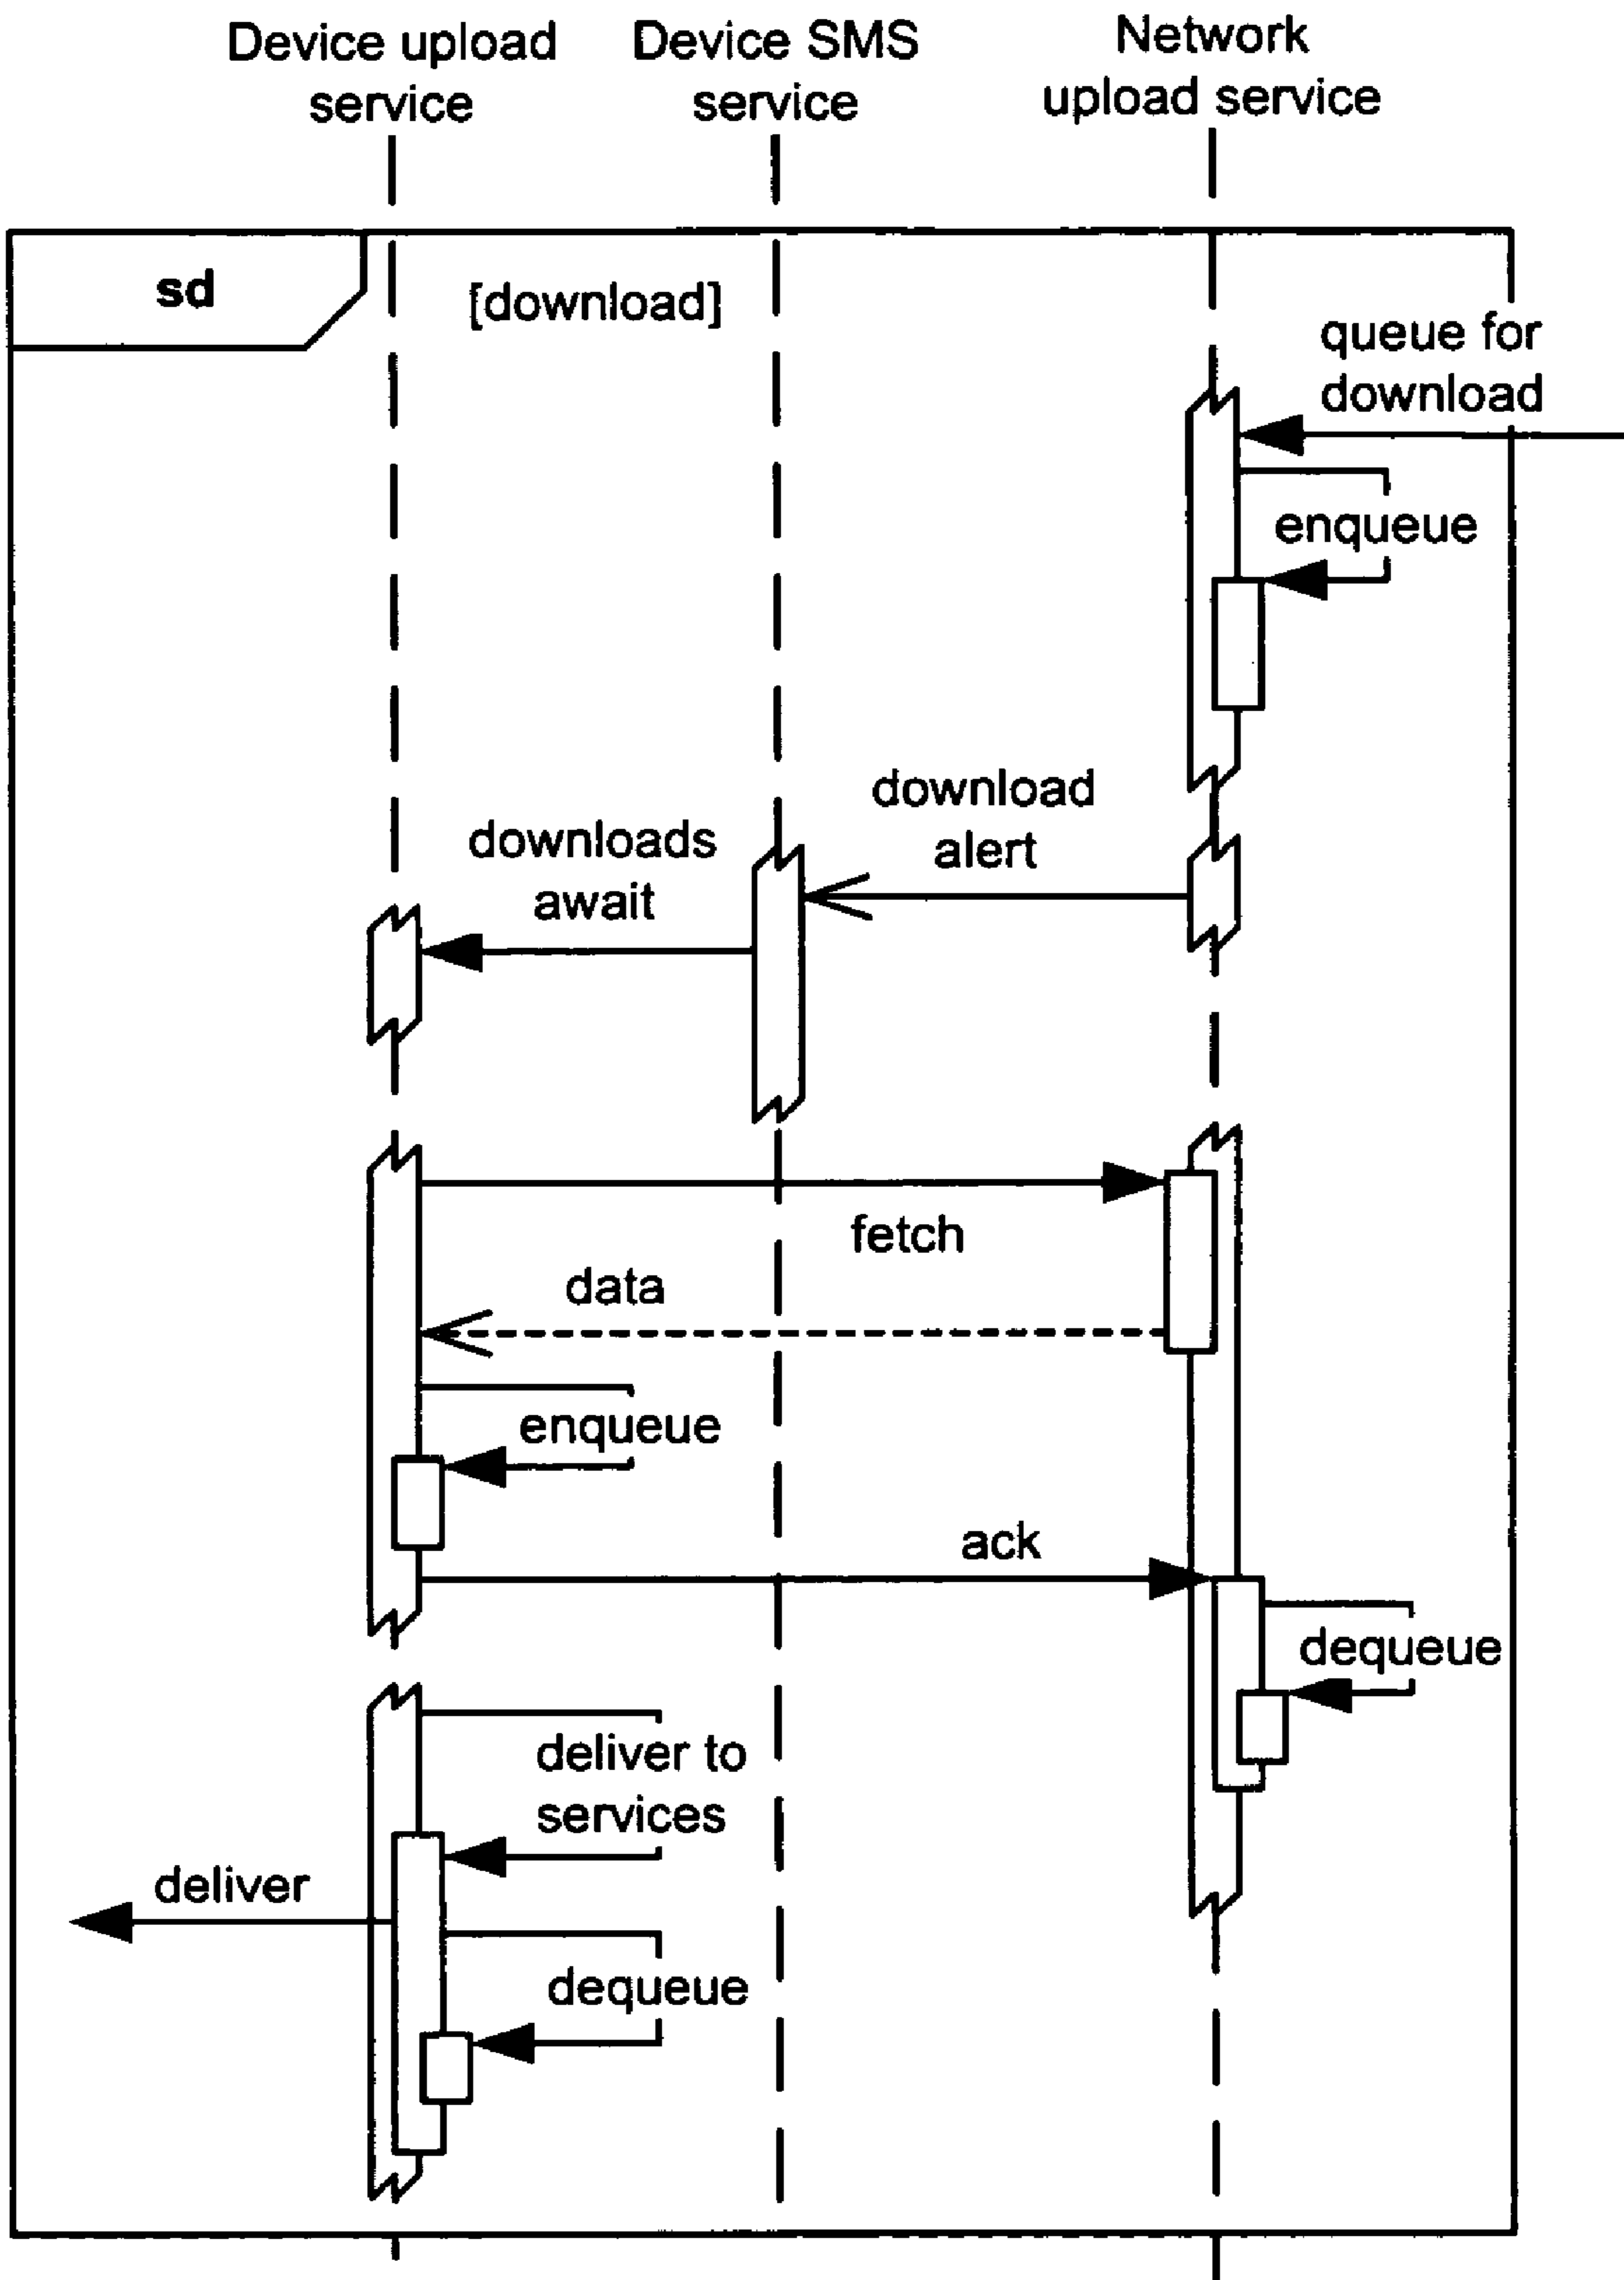 Device upload
service
Device SMS
service
Network
upload service
sd
[download]
queue for
download
enqueue
download
alert
downloads
await
fetch
data
enqueue
ack
dequeue
deliver to
services
deliver
dequeue